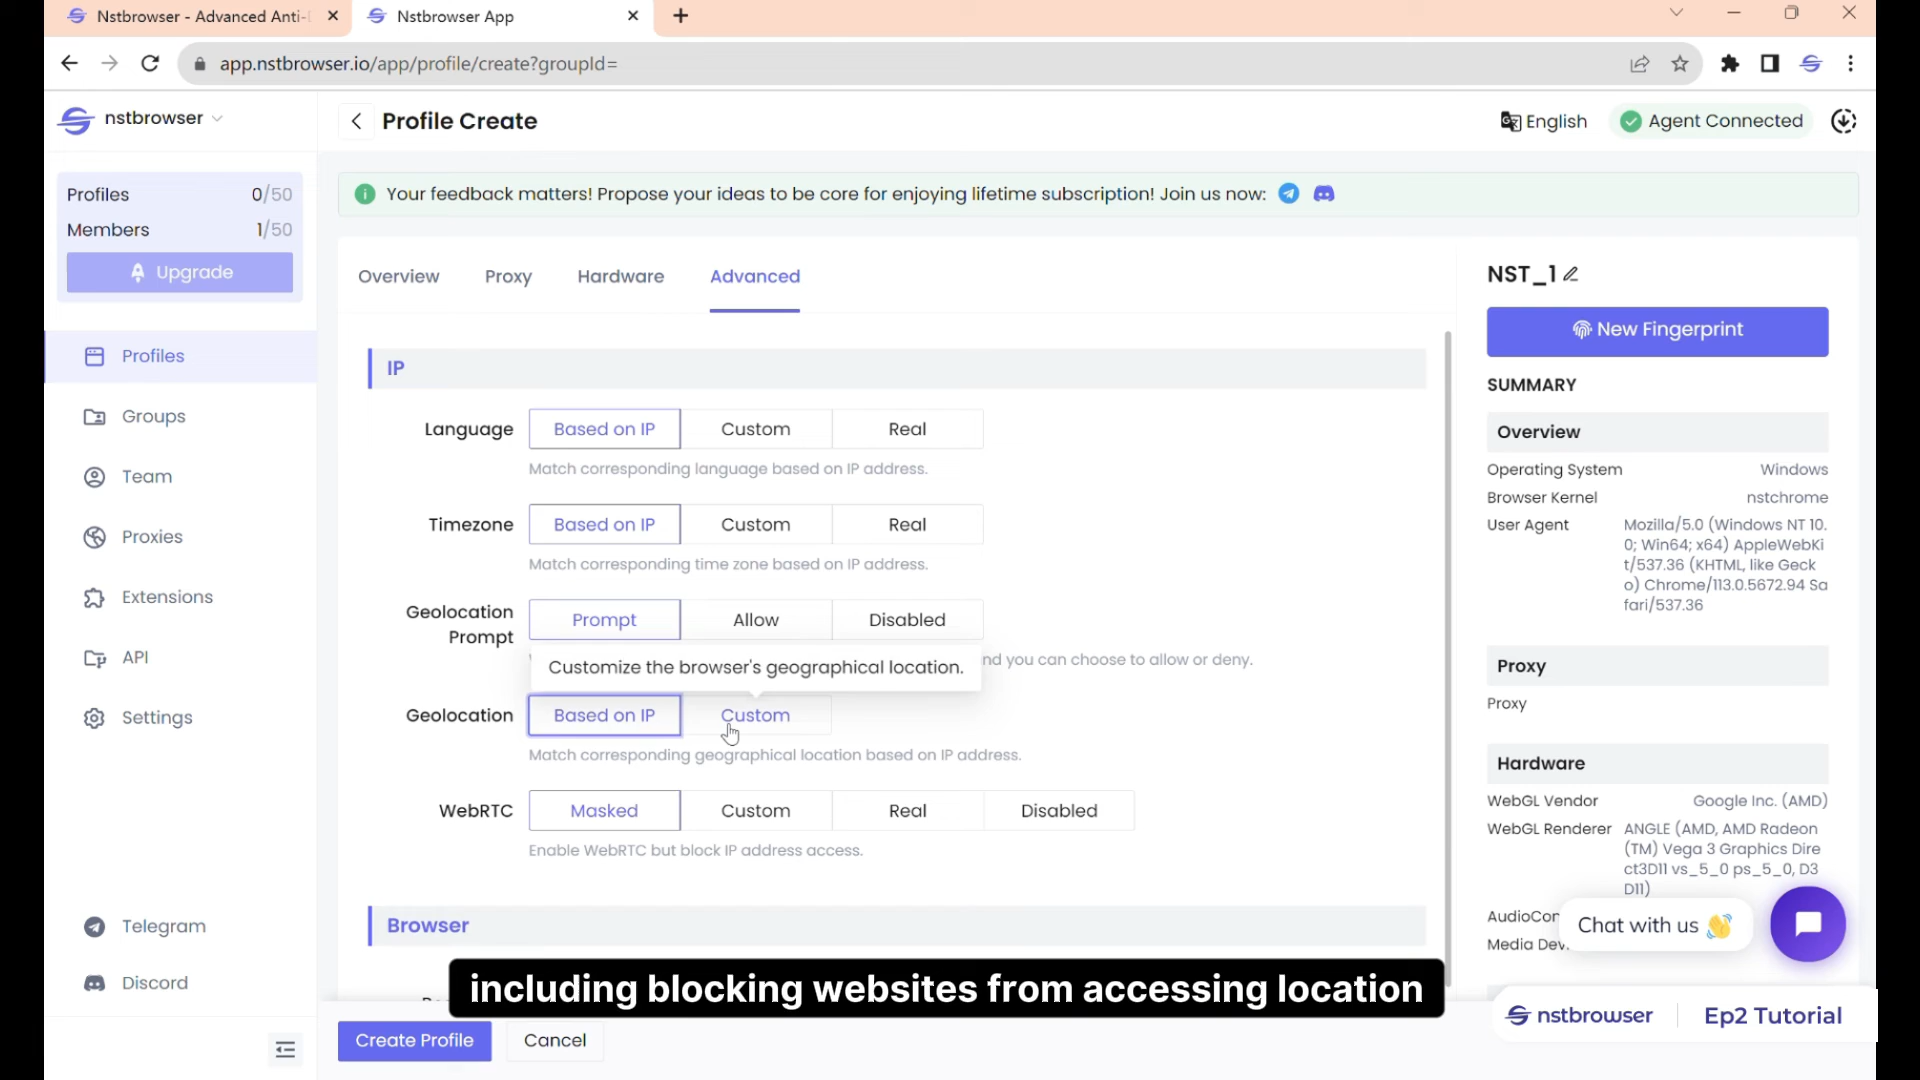 Nstbrowser - Advanced Anti-
Nstbrowser App
app.nstbrowser.io/app/profile/create?groupId=
nstbrowser
Profile Create
English
Agent Connected
Profiles 0/50
Members 1/50
Upgrade
Your feedback matters! Propose your ideas to be core for enjoying lifetime subscription! Join us now:
Profiles
Groups
Team
Proxies
Extensions
API
Settings
Telegram
Discord
Overview Proxy Hardware Advanced
IP
Language Based on IP Custom Real
Match corresponding language based on IP address.
Timezone Based on IP Custom Real
Match corresponding time zone based on IP address.
Geolocation
Prompt
Prompt Allow Disabled
Customize the browser's geographical location.
nd you can choose to allow or deny.
Geolocation Based on IP Custom
Match corresponding geographical location based on IP address.
WebRTC Masked Custom Real Disabled
Enable WebRTC but block IP address access.
Browser
including blocking websites from accessing location
Create Profile Cancel
NST_1
New Fingerprint
SUMMARY
Overview
Operating System Windows
Browser Kernel nstchrome
User Agent Mozilla/5.0 (Windows NT 10.
0; Win64; x64) AppleWebKi
t/537.36 (KHTML, like Geck
o) Chrome/113.0.5672.94 Sa
fari/537.36
Proxy
Proxy
Hardware
WebGL Vendor Google Inc. (AMD)
WebGL Renderer ANGLE (AMD, AMD Radeon
(TM) Vega 3 Graphics Dire
ct3D11 vs_5_0 ps_5_0, D3
D11)
AudioCon
Media Dev
Chat with us 👋
nstbrowser Ep2 Tutorial